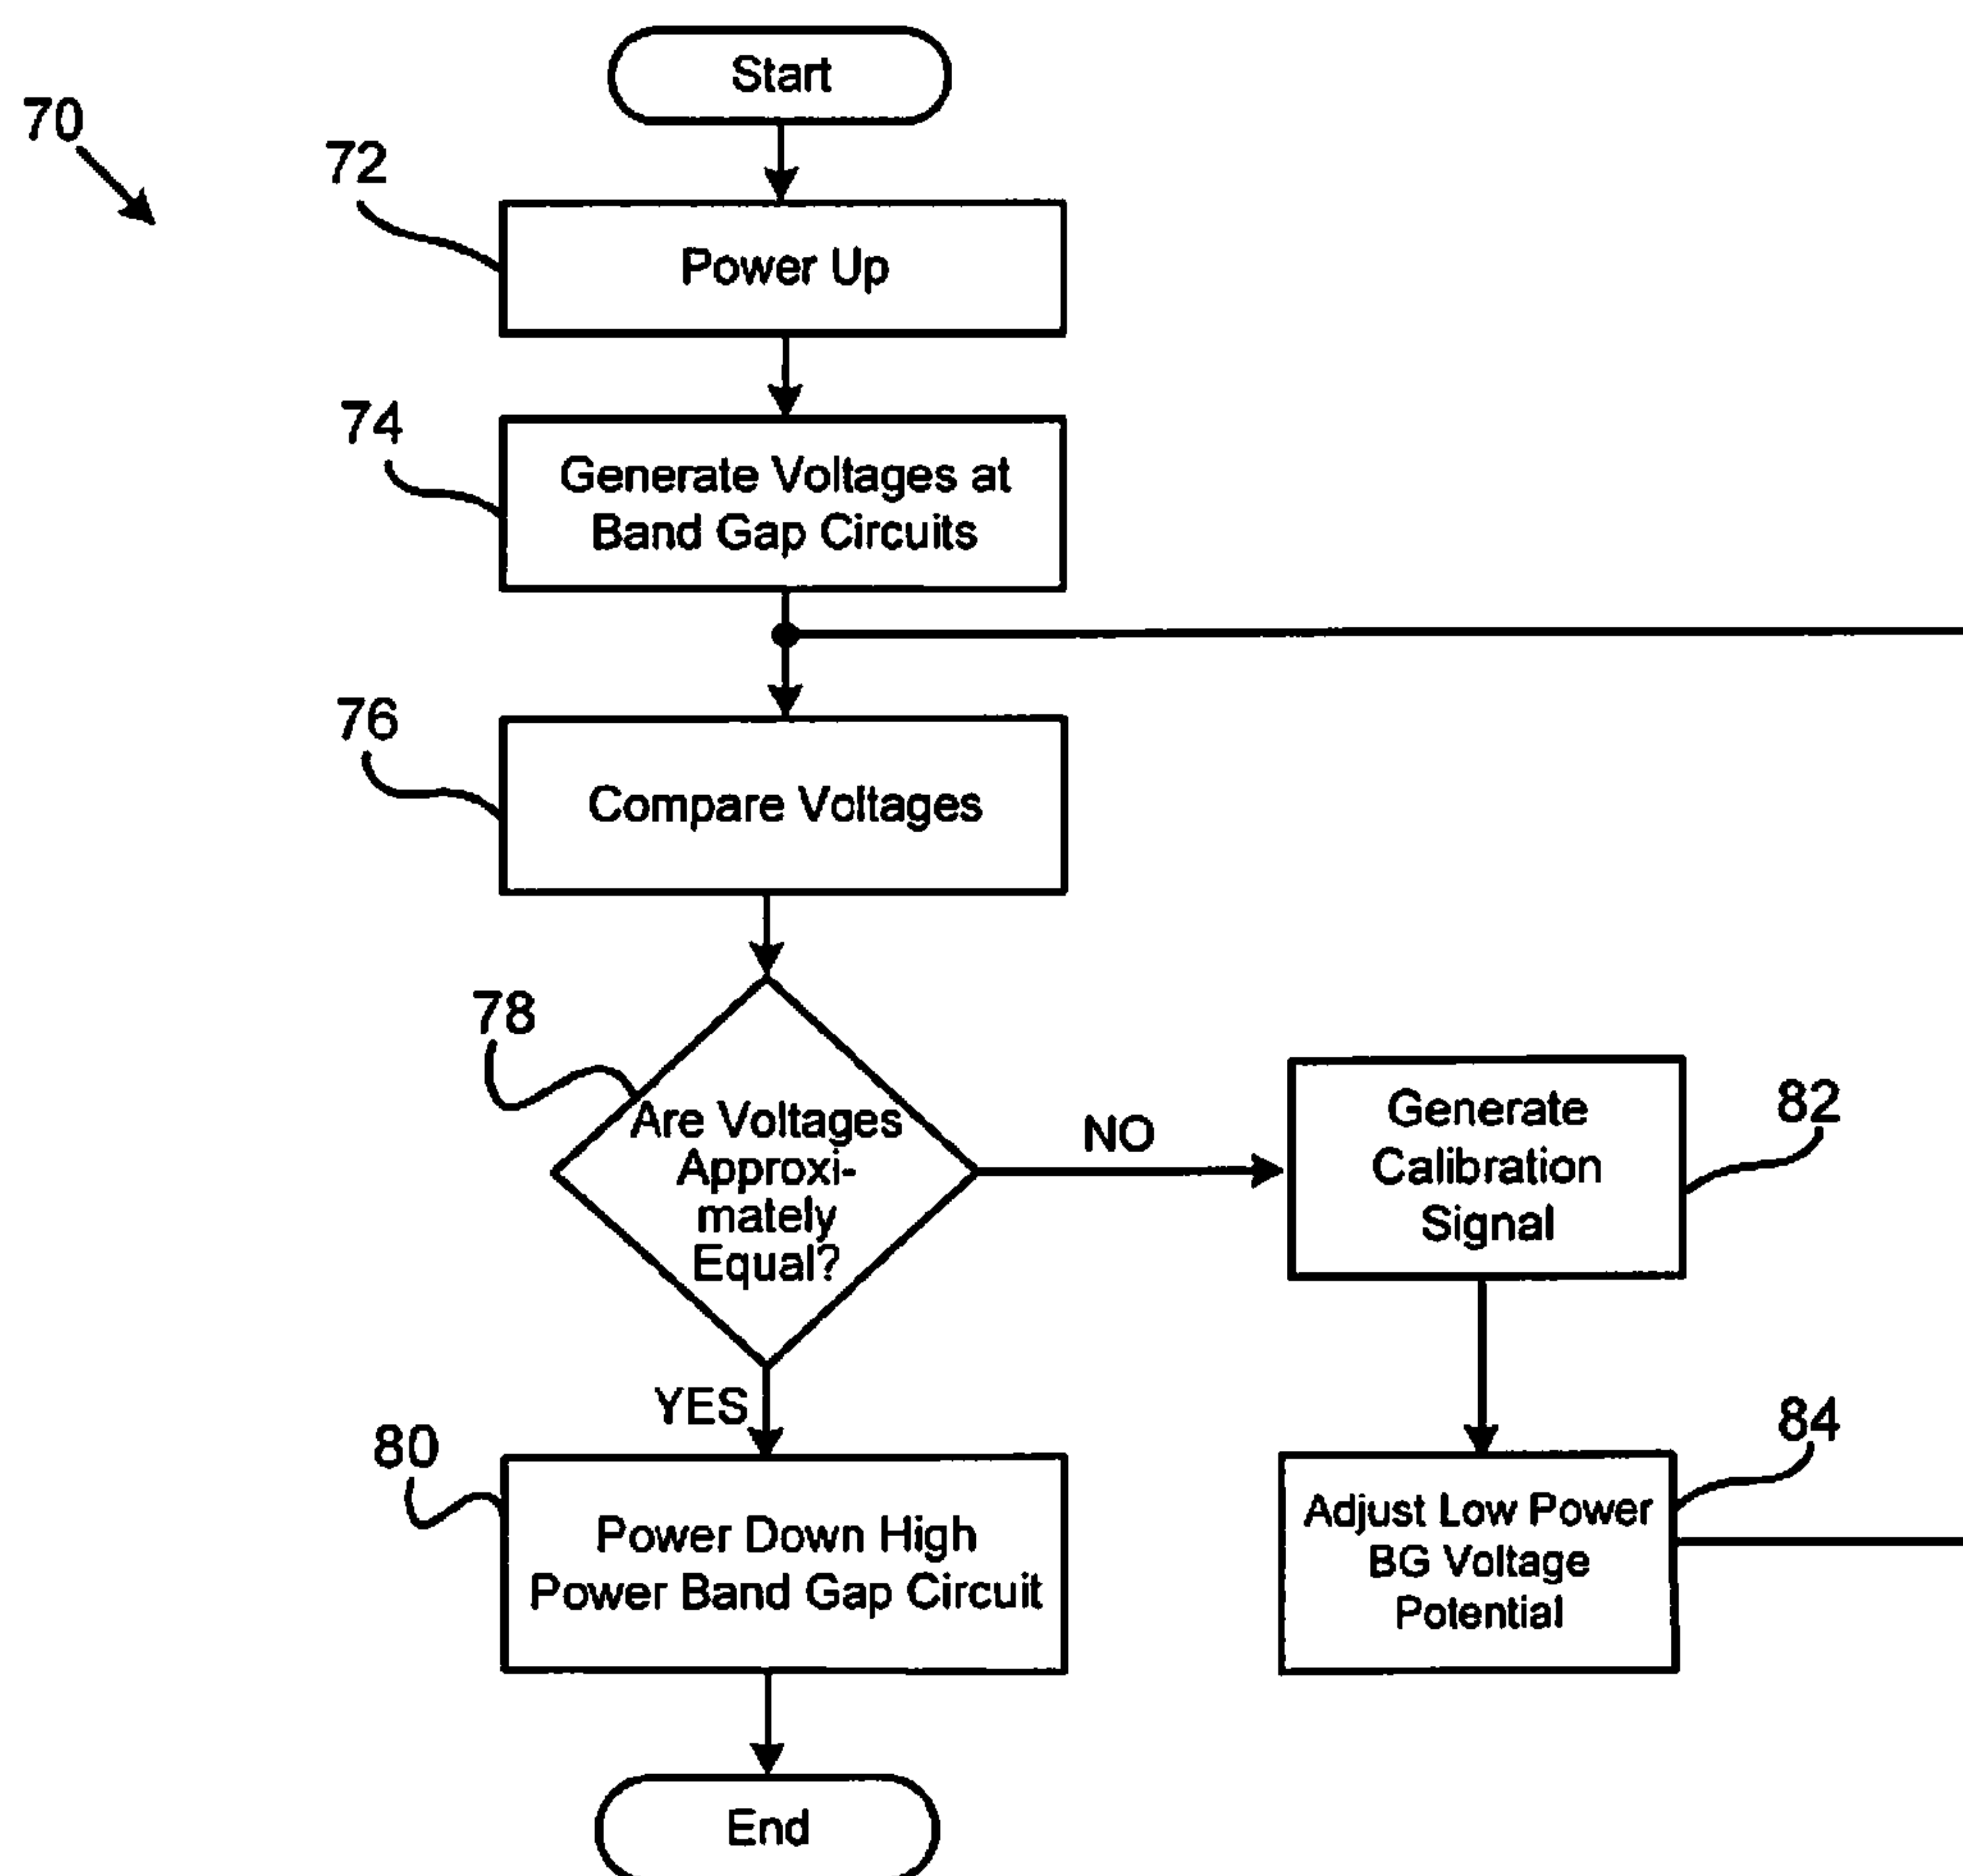 Start
70
72
Power Up
74
Generate Voltages at
Band Gap Circuits
76
Compare Voltages
78
Are Voltages
Approxi-
mately
Equal?
NO
Generate
Calibration
Signal
82
YES
80
Power Down High
Power Band Gap Circuit
84
Adjust Low Power
BG Voltage
Potential
End